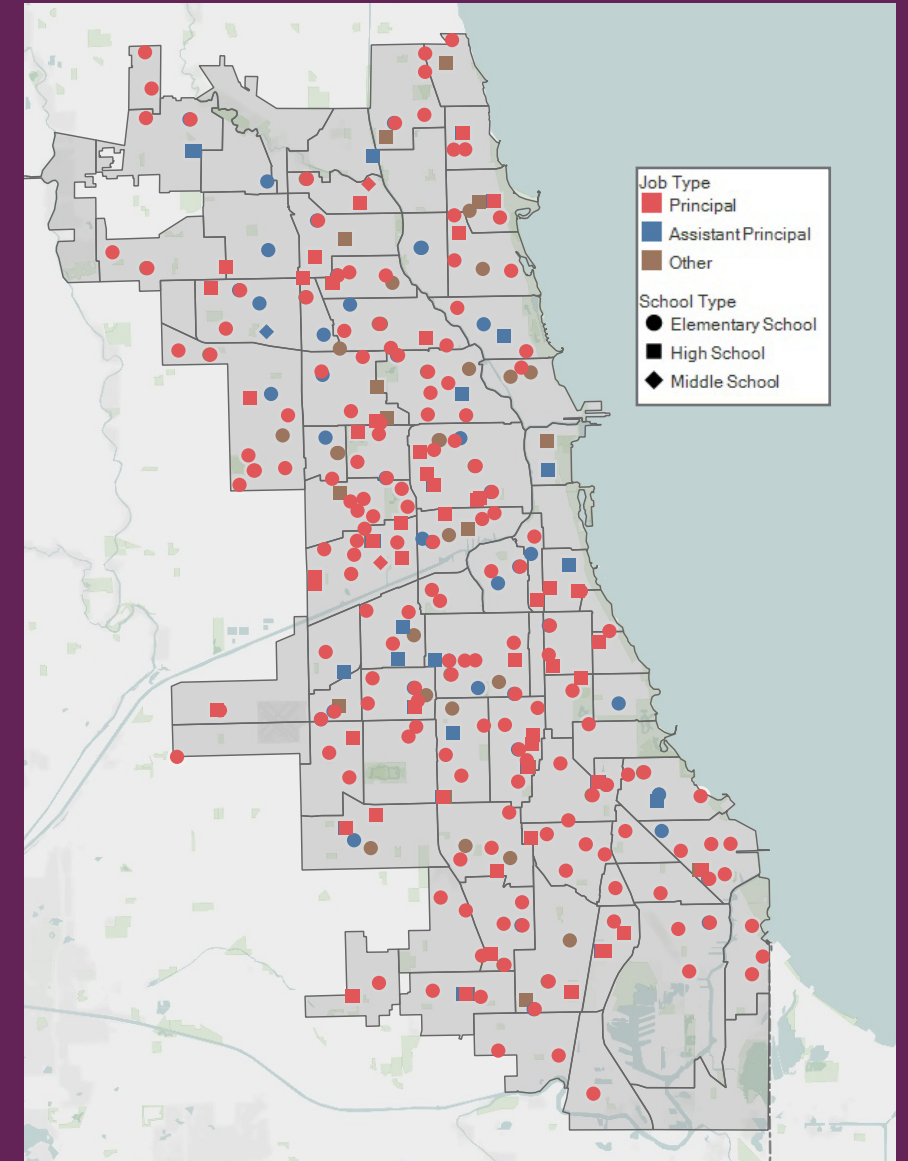 Job Type
Principal
Assistant Principal
Other
School Type
Elementary School
High School
Middle School